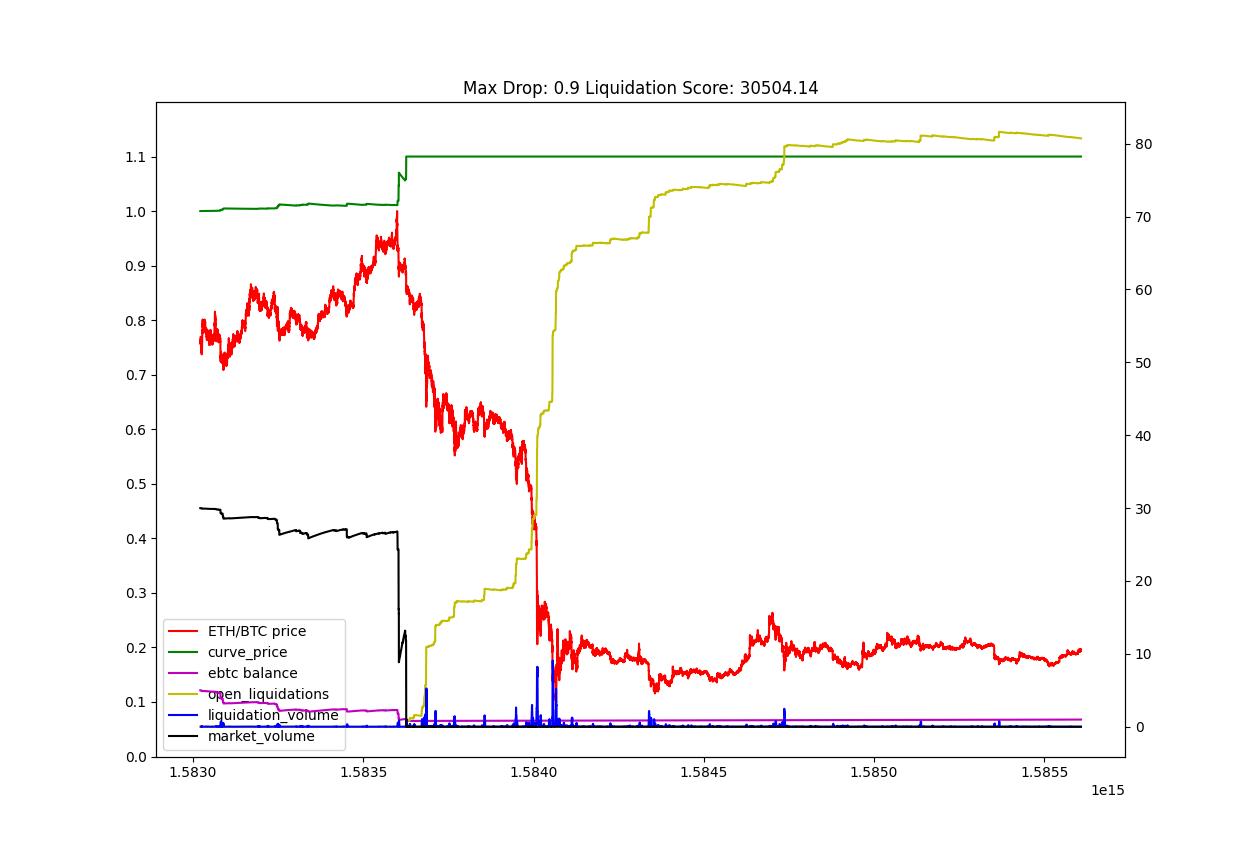 Max Drop: 0.9 Liquidation Score: 30504.14
1.1
1.0
0.9
0.8
0.7
0.6
0.5
0.4
0.3
0.2
0.1
0.0
80
70
60
50
40
30
20
10
0
ETH/BTC price
curve_price
ebtc balance
open_liquidations
liquidation_volume
market_volume
1.5830 1.5835 1.5840 1.5845 1.5850 1.5855
1e15